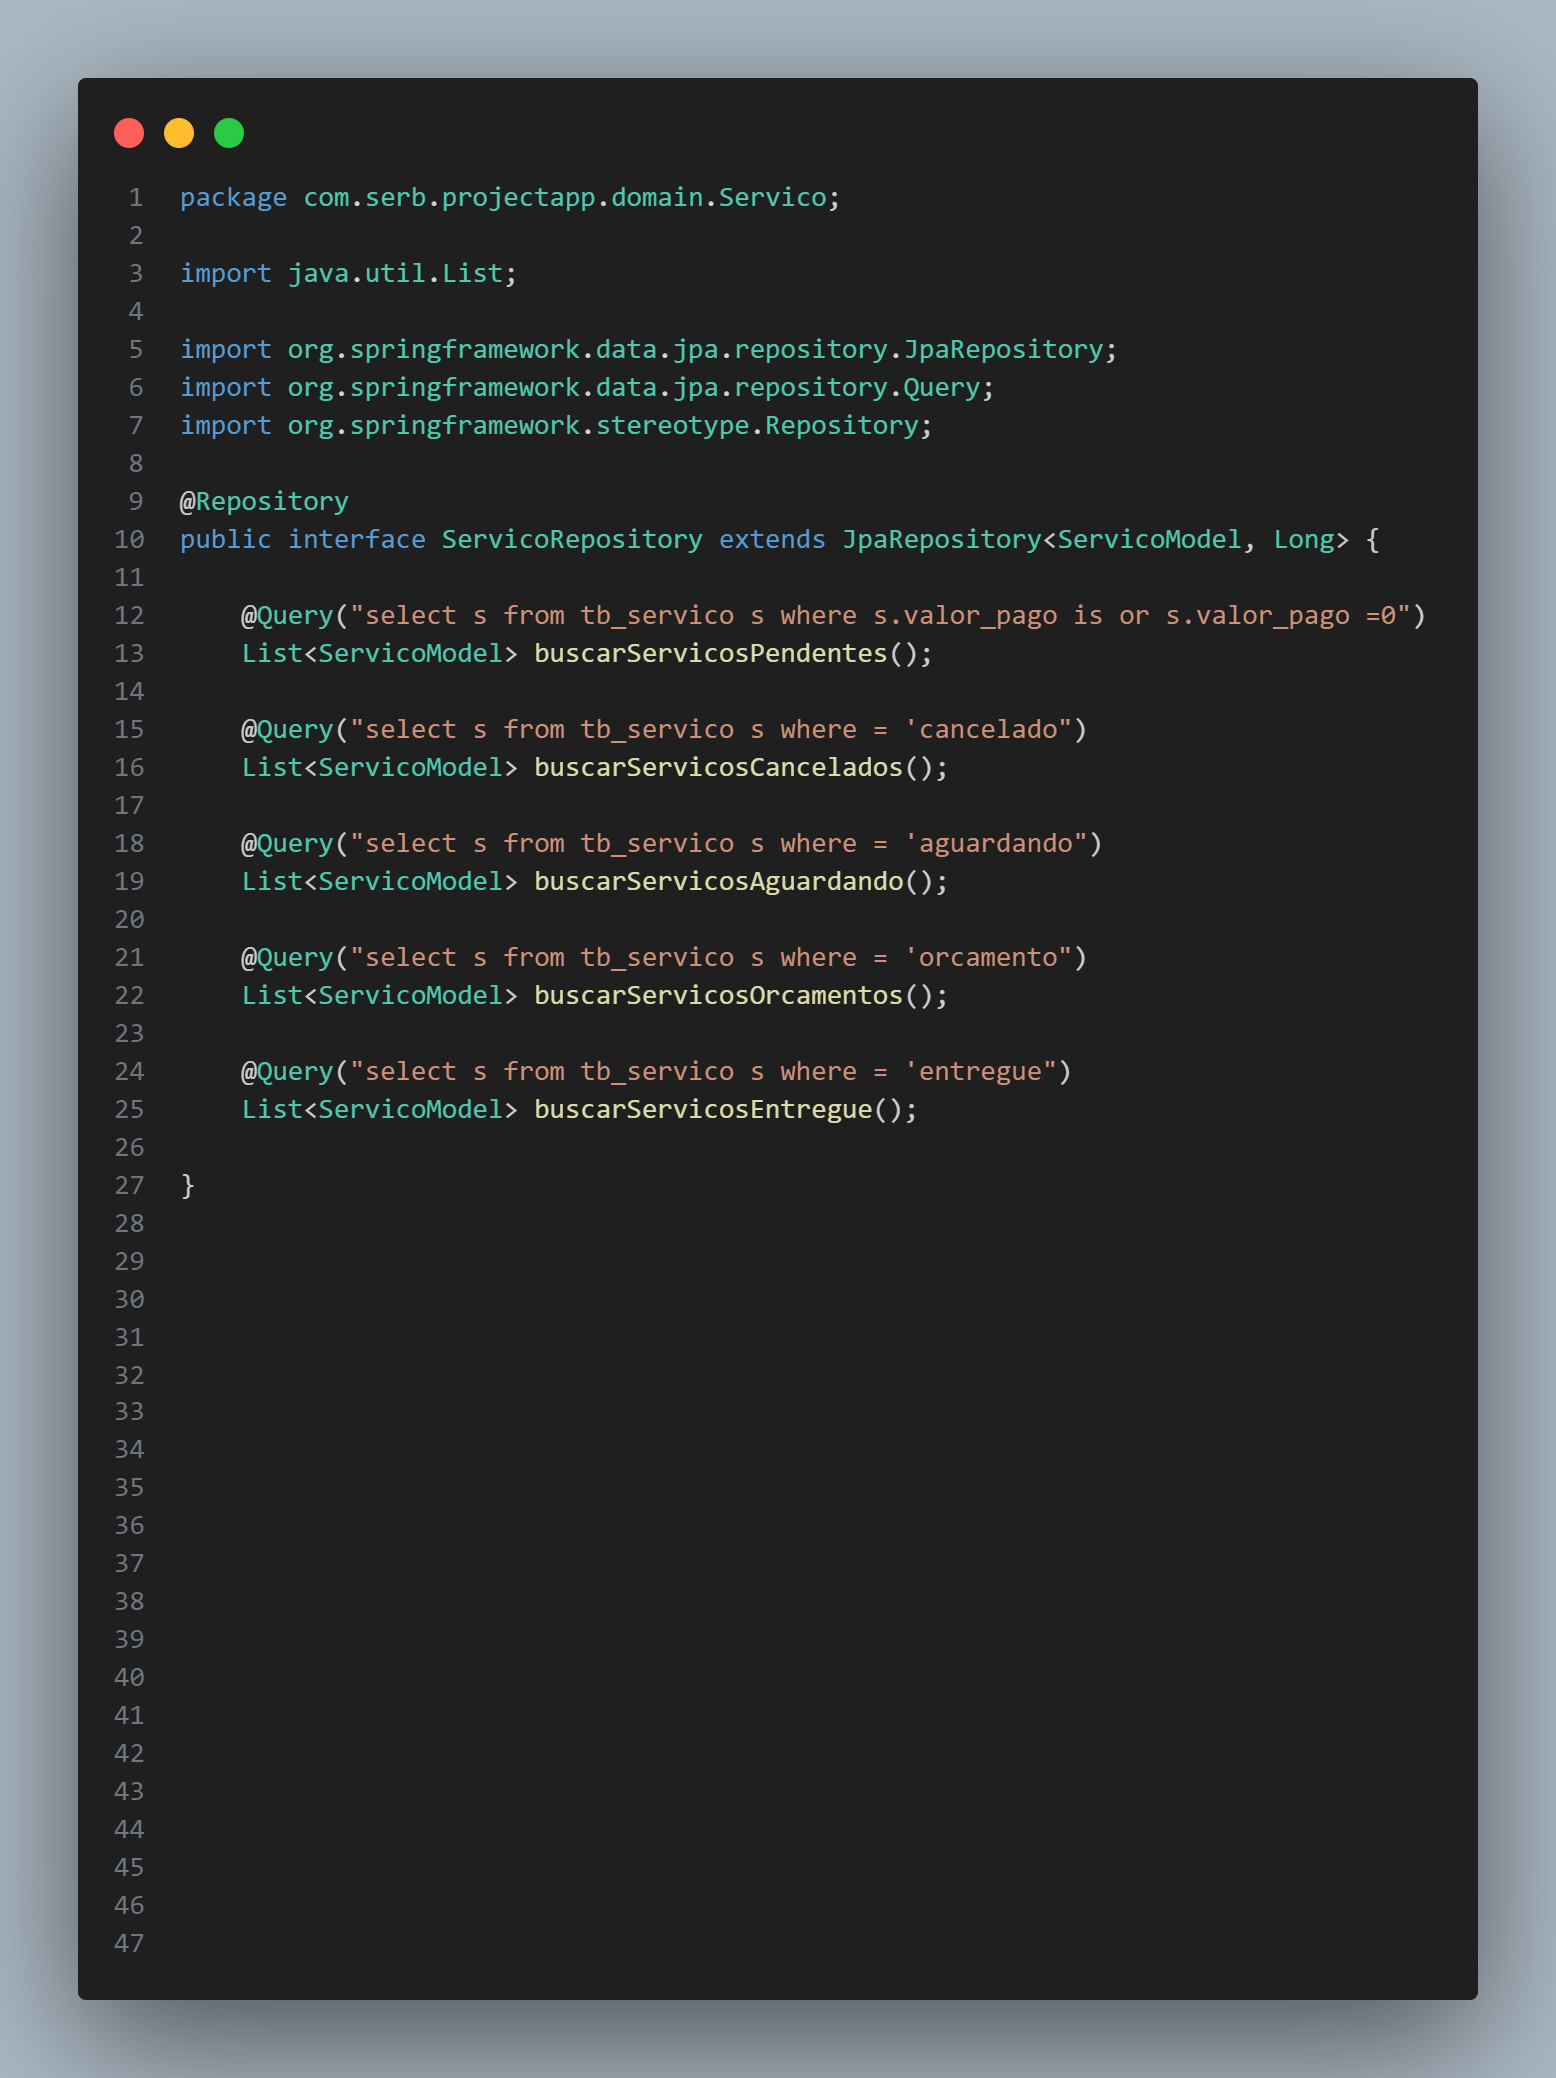 1 package com.serb.projectapp.domain.Servico;
2
3 import java.util.List;
4
5 import org.springframework.data.jpa.repository.JpaRepository;
6 import org.springframework.data.jpa.repository.Query;
7 import org.springframework.stereotype.Repository;
8
9 @Repository
10 public interface ServicoRepository extends JpaRepository<ServicoModel, Long> {
11
12     @Query("select s from tb_servico s where s.valor_pago is or s.valor_pago =0")
13     List<ServicoModel> buscarServicosPendentes();
14
15     @Query("select s from tb_servico s where = 'cancelado")
16     List<ServicoModel> buscarServicosCancelados();
17
18     @Query("select s from tb_servico s where = 'aguardando")
19     List<ServicoModel> buscarServicosAguardando();
20
21     @Query("select s from tb_servico s where = 'orcamento")
22     List<ServicoModel> buscarServicosOrcamentos();
23
24     @Query("select s from tb_servico s where = 'entregue")
25     List<ServicoModel> buscarServicosEntregue();
26
27 }
28
29
30
31
32
33
34
35
36
37
38
39
40
41
42
43
44
45
46
47